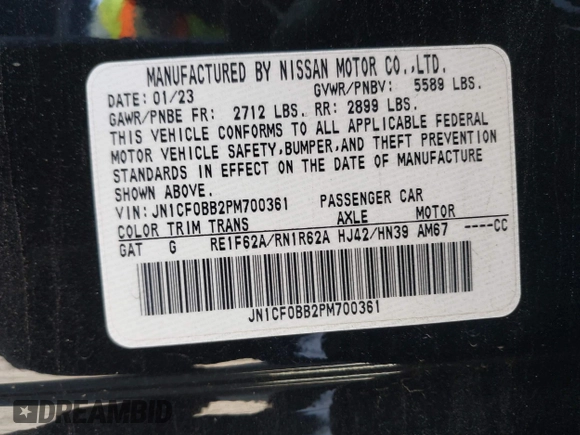 MANUFACTURED BY NISSAN MOTOR CO.,LTD.
DATE: 01/23 GVWR/PNBV: 5589 LBS.
GAWR/PNBE FR: 2712 LBS. RR: 2899 LBS.
THIS VEHICLE CONFORMS TO ALL APPLICABLE FEDERAL
MOTOR VEHICLE SAFETY,BUMPER,AND THEFT PREVENTION
STANDARDS IN EFFECT ON THE DATE OF MANUFACTURE
SHOWN ABOVE.
VIN: JN1CF0BB2PM700361 PASSENGER CAR
COLOR TRIM TRANS AXLE MOTOR
GAT G RE1F62A/RN1R62A HJ42/HN39 AM67 ----CC
JN1CF0BB2PM700361
DREAMBID